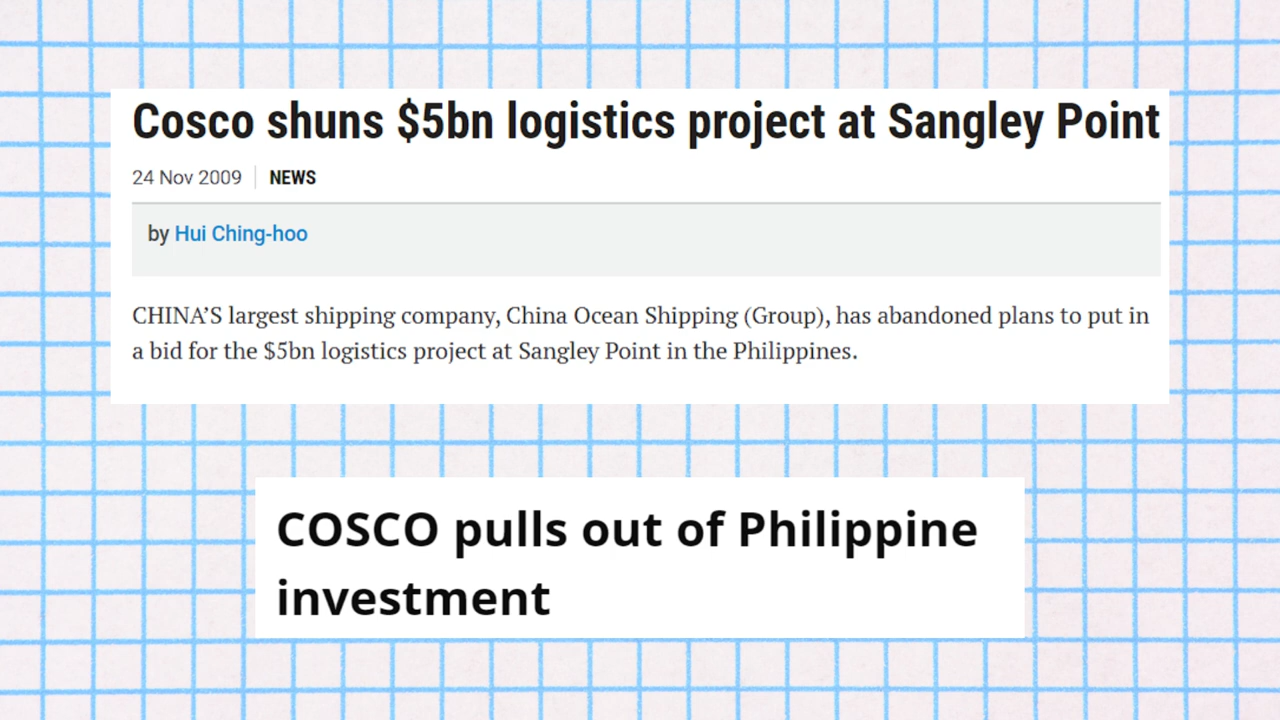 Cosco shuns $5bn logistics project at Sangley Point
24 Nov 2009 NEWS
by Hui Ching-hoo
CHINA’S largest shipping company, China Ocean Shipping (Group), has abandoned plans to put in
a bid for the $5bn logistics project at Sangley Point in the Philippines.
COSCO pulls out of Philippine
investment